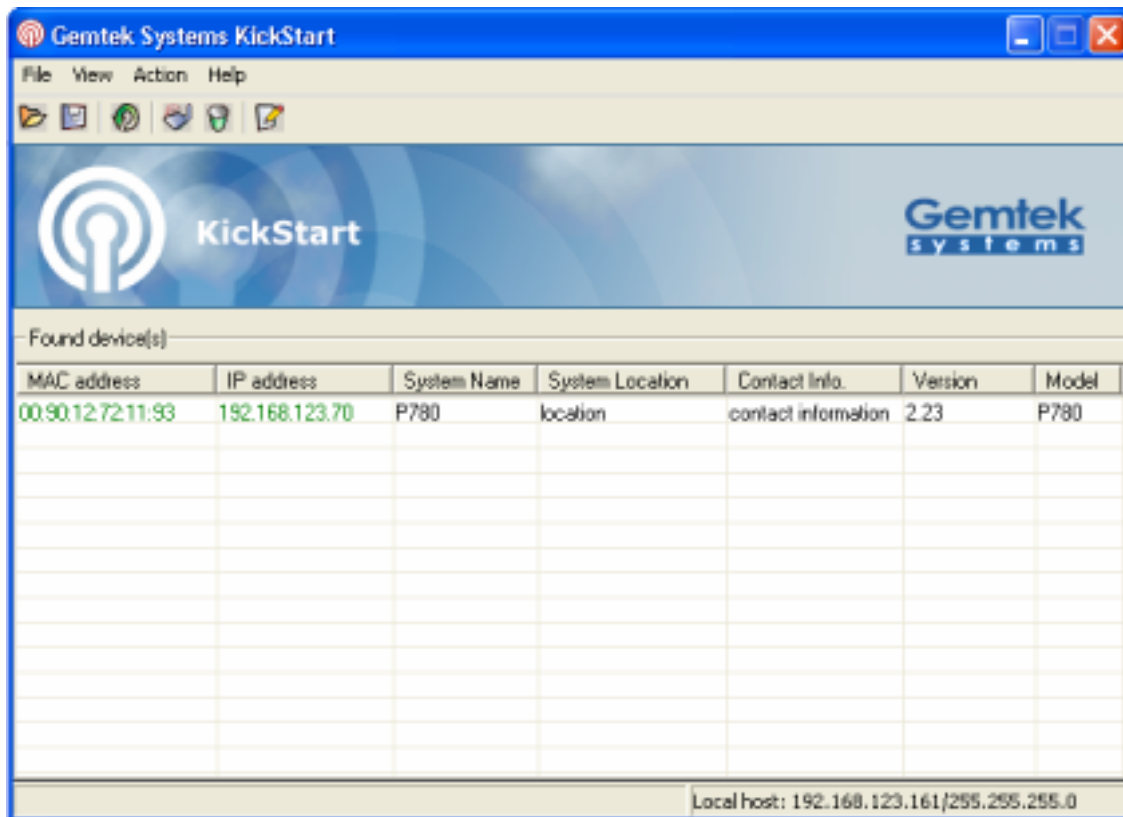 Gemtek Systems KickStart
File View Action Help
KickStart
Gemtek
systems
Found device(s)
MAC address IP address System Name System Location Contact Info. Version Model
00:90:12:72:11:93 192.168.123.70 P780 location contact information 2.23 P780
Local host: 192.168.123.161/255.255.255.0